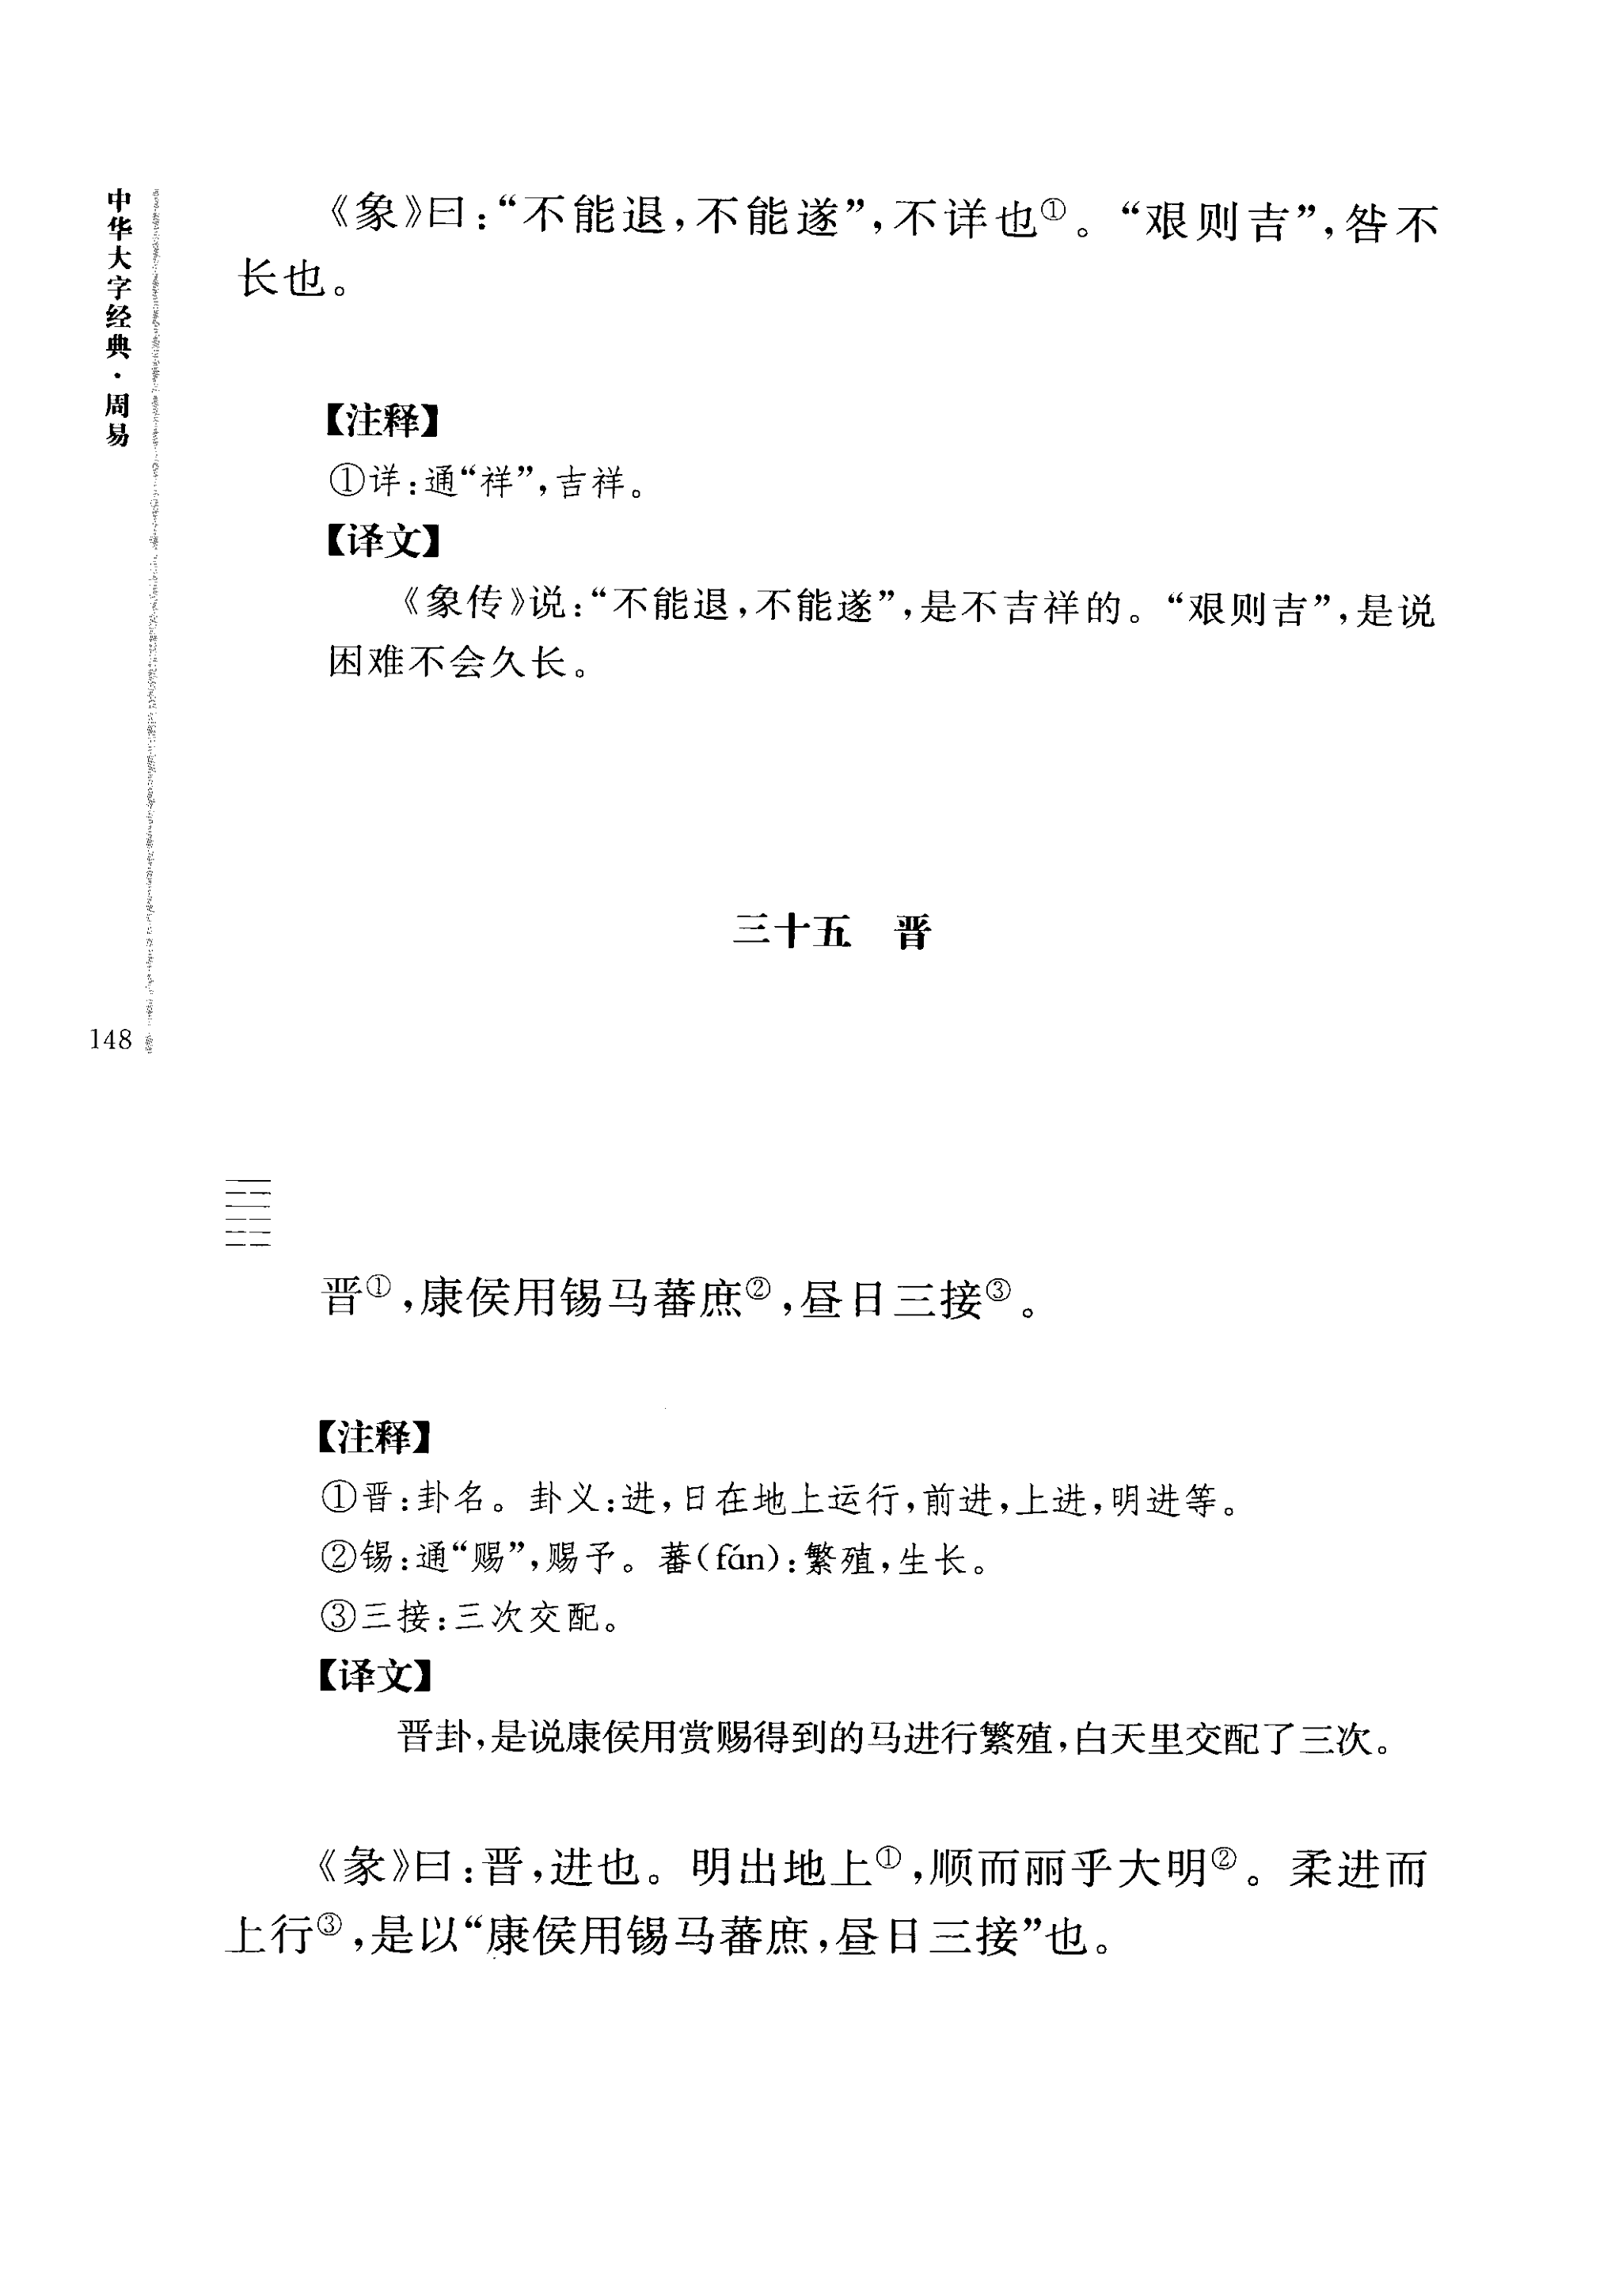 中华大字经典·周易
148
《象》曰：“不能退，不能遂”，不详也①。“艰则吉”，咎不
长也。
【注释】
①详：通“祥”，吉祥。
【译文】
《象传》说：“不能退，不能遂”，是不吉祥的。“艰则吉”，是说
困难不会久长。
三十五 晋
晋①，康侯用锡马蕃庶②，昼日三接③。
【注释】
①晋：卦名。卦义：进，日在地上运行，前进，上进，明进等。
②锡：通“赐”，赐予。蕃(fán)：繁殖，生长。
③三接：三次交配。
【译文】
晋卦，是说康侯用赏赐得到的马进行繁殖，白天里交配了三次。
《彖》曰：晋，进也。明出地上①，顺而丽乎大明②。柔进而
上行③，是以“康侯用锡马蕃庶，昼日三接”也。